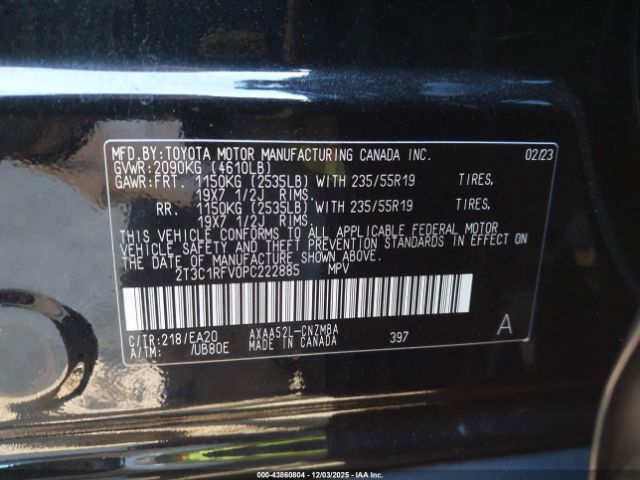 MFD.BY:TOYOTA MOTOR MANUFACTURING CANADA INC. 02/23
GVWR:2090KG (4610LB)
GAWR:FRT. 1150KG (2535LB) WITH 235/55R19 TIRES,
19X7 1/2J RIMS.
RR. 1150KG (2535LB) WITH 235/55R19 TIRES,
19X7 1/2J RIMS.
THIS VEHICLE CONFORMS TO ALL APPLICABLE FEDERAL MOTOR
VEHICLE SAFETY AND THEFT PREVENTION STANDARDS IN EFFECT ON
THE DATE OF MANUFACTURE SHOWN ABOVE.
2T3C1RFV0PC222885 MPV
C/TR:218/EA20 AXAA52L-CNZMBA
A/TM: /UB80E MADE IN CANADA 397 A
© IAAI-43860804 - 12/03/2025 - IAAI.COM